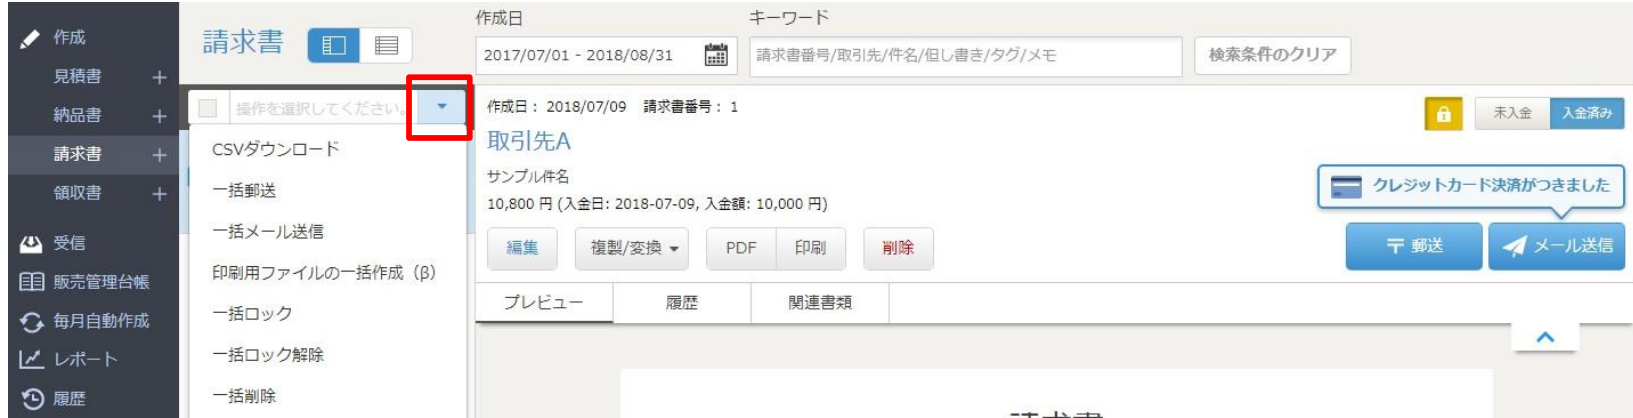 作成
見積書
納品書
請求書
領収書
受信
販売管理台帳
毎月自動作成
レポート
履歴
請求書
作成日
2017/07/01 - 2018/08/31
キーワード
請求書番号/取引先/件名/但し書き/タグ/メモ
検索条件のクリア
操作を選択してください。
CSVダウンロード
一括郵送
一括メール送信
印刷用ファイルの一括作成（β）
一括ロック
一括ロック解除
一括削除
作成日： 2018/07/09 請求書番号： 1
未入金 入金済み
取引先A
サンプル件名
10,800 円 (入金日: 2018-07-09, 入金額: 10,000 円)
クレジットカード決済がつきました
編集 複製/変換 PDF 印刷 削除
〒 郵送 メール送信
プレビュー 履歴 関連書類